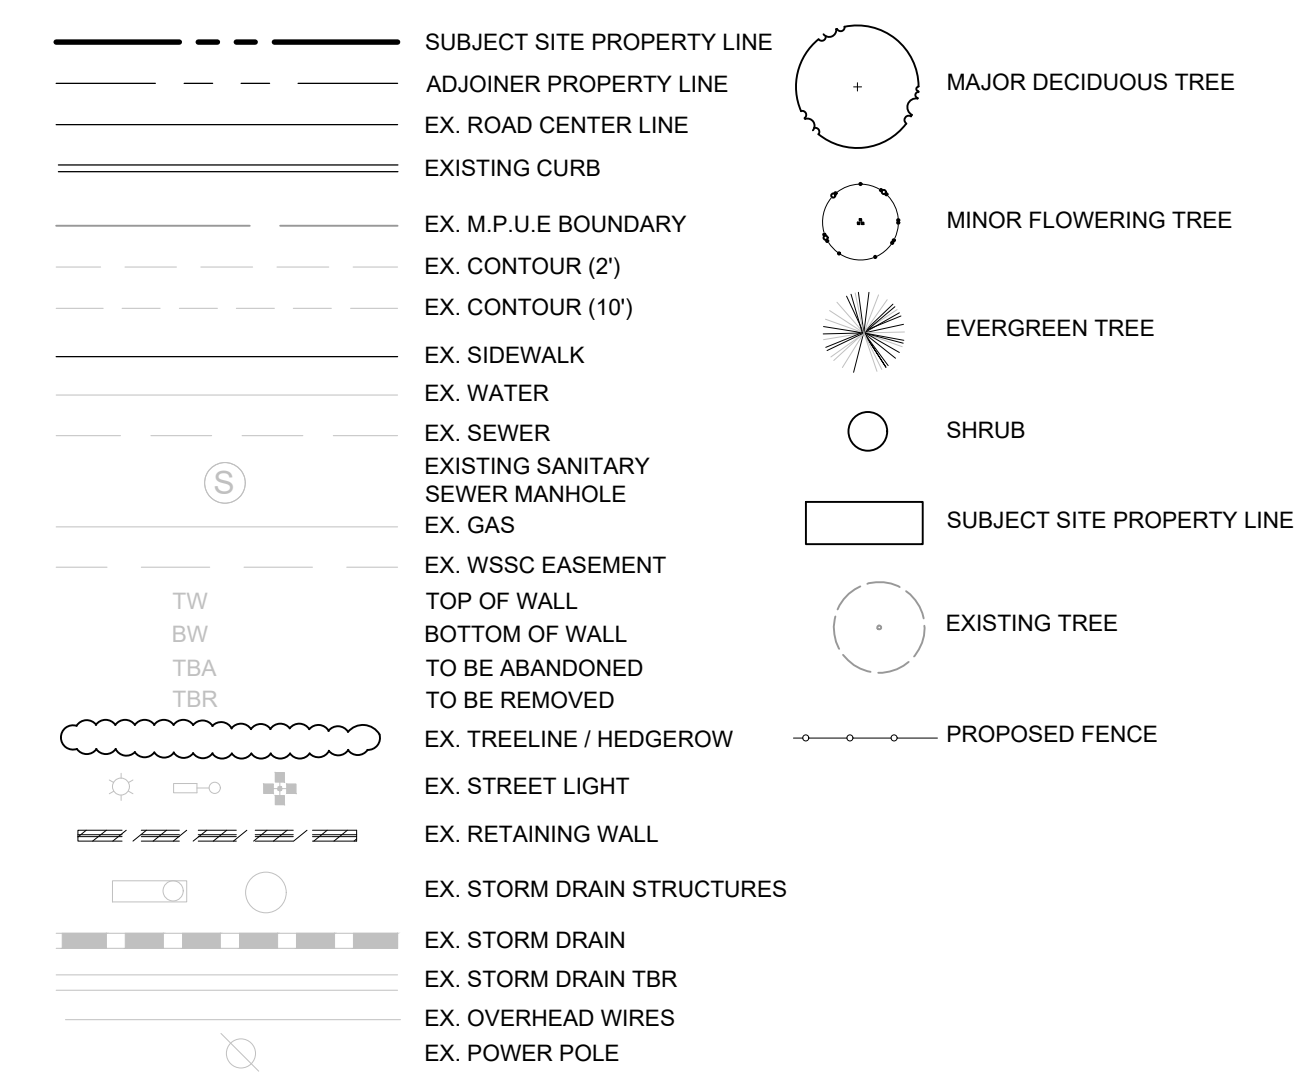 SUBJECT SITE PROPERTY LINE
ADJOINER PROPERTY LINE
EX. ROAD CENTER LINE
EXISTING CURB
EX. M.P.U.E BOUNDARY
EX. CONTOUR (2')
EX. CONTOUR (10')
EX. SIDEWALK
EX. WATER
EX. SEWER
S
EXISTING SANITARY
SEWER MANHOLE
EX. GAS
EX. WSSC EASEMENT
TW TOP OF WALL
BW BOTTOM OF WALL
TBA TO BE ABANDONED
TBR TO BE REMOVED
EX. TREELINE / HEDGEROW
EX. STREET LIGHT
EX. RETAINING WALL
EX. STORM DRAIN STRUCTURES
EX. STORM DRAIN
EX. STORM DRAIN TBR
EX. OVERHEAD WIRES
EX. POWER POLE
MAJOR DECIDUOUS TREE
MINOR FLOWERING TREE
EVERGREEN TREE
SHRUB
SUBJECT SITE PROPERTY LINE
EXISTING TREE
PROPOSED FENCE